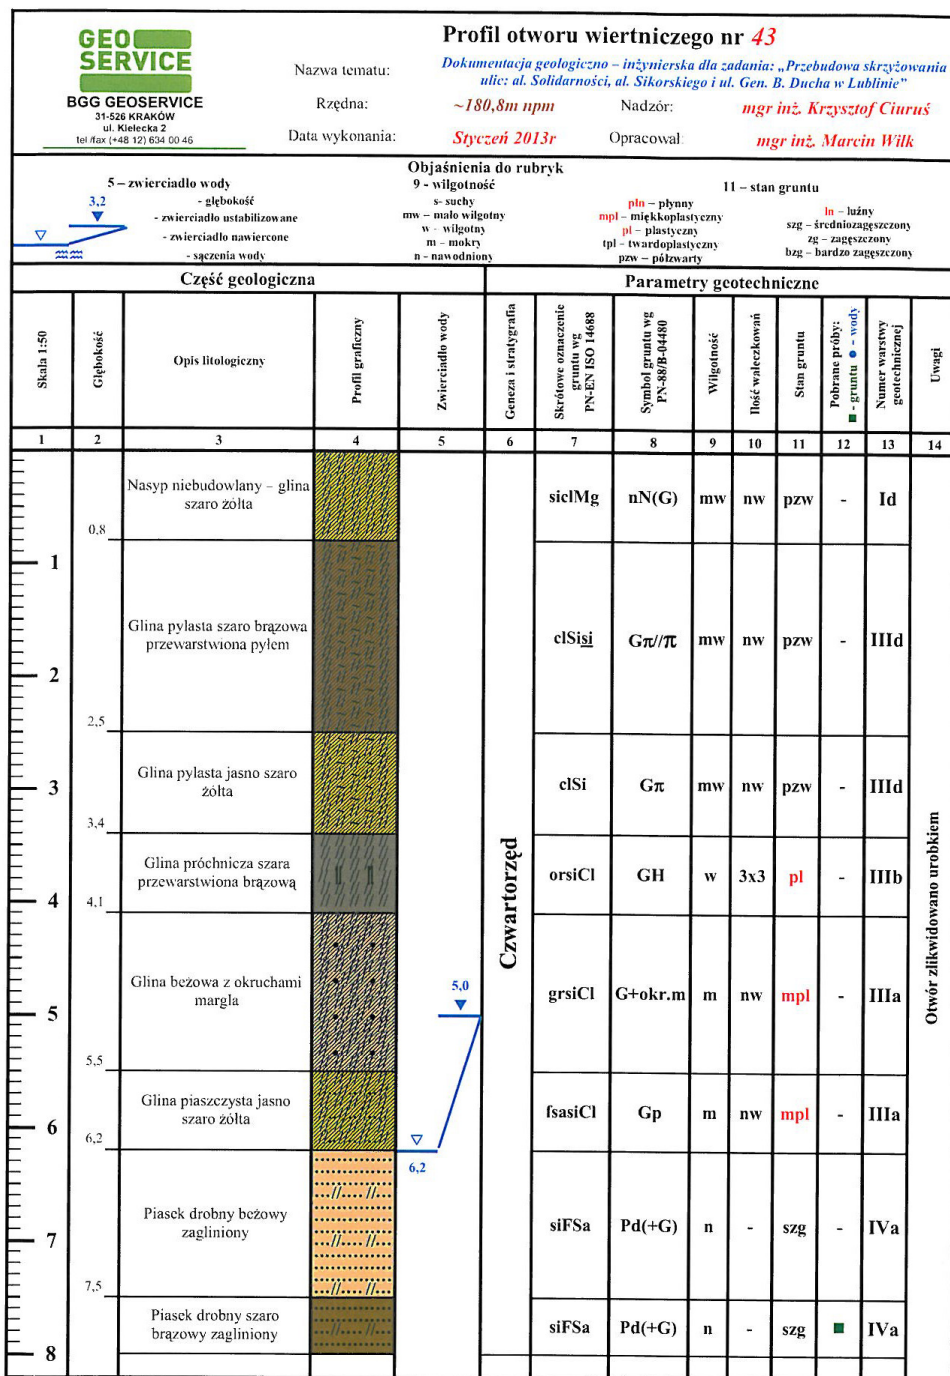 GEO
SERVICE
BGG GEOSERVICE
31-526 KRAKÓW
ul. Kielecka 2
tel /fax (+48 12) 634 00 46
Profil otworu wiertniczego nr 43
Nazwa tematu:
Dokumentacja geologiczno – inżynierska dla zadania: „Przebudowa skrzyżowania
ulic: al. Solidarności, al. Sikorskiego i ul. Gen. B. Ducha w Lublinie”
Rzędna: ~180,8m npm Nadzór: mgr inż. Krzysztof Ciuruś
Data wykonania: Styczeń 2013r Opracował: mgr inż. Marcin Wilk
Objaśnienia do rubryk
5 – zwierciadło wody
3,2
- głębokość
- zwierciadło ustabilizowane
- zwierciadło nawiercone
- sączenia wody
9 - wilgotność
s- suchy
mw – mało wilgotny
w - wilgotny
m - mokry
n - nawodniony
11 – stan gruntu
pln – płynny
mpl – miękkoplastyczny
pl – plastyczny
tpl – twardoplastyczny
pzw – półzwarty
ln – luźny
szg – średniozagęszczony
zg – zagęszczony
bzg – bardzo zagęszczony
Część geologiczna
Parametry geotechniczne
Skala 1:50
Głębokość
Opis litologiczny
Profil graficzny
Zwierciadło wody
Geneza i stratygrafia
Skrótowe oznaczenie
gruntu wg
PN-EN ISO 14688
Symbol gruntu wg
PN-88/B-04480
Wilgotność
Ilość wałeczkowań
Stan gruntu
Pobrane próby:
- gruntu - wody
Numer warstwy
geotechnicznej
Uwagi
1 2 3 4 5 6 7 8 9 10 11 12 13 14
Nasyp niebudowlany – glina
szaro żółta
0,8
siclMg nN(G) mw nw pzw - Id
1
Glina pylasta szaro brązowa
przewarstwiona pyłem
clSisi Gπ//π mw nw pzw - IIId
2
2,5
Glina pylasta jasno szaro
żółta
3
clSi Gπ mw nw pzw - IIId
3,4
Glina próchnicza szara
przewarstwiona brązową
orsiCl GH w 3x3 pl - IIIb
4
4,1
Czwartorzęd
Otwór zlikwidowano urobkiem
Glina beżowa z okruchami
margla
5,0
grsiCl G+okr.m m nw mpl - IIIa
5
5,5
Glina piaszczysta jasno
szaro żółta
fsasiCl Gp m nw mpl - IIIa
6
6,2
6,2
Piasek drobny beżowy
zagliniony
siFSa Pd(+G) n - szg - IVa
7
7,5
Piasek drobny szaro
brązowy zagliniony
siFSa Pd(+G) n - szg IVa
8